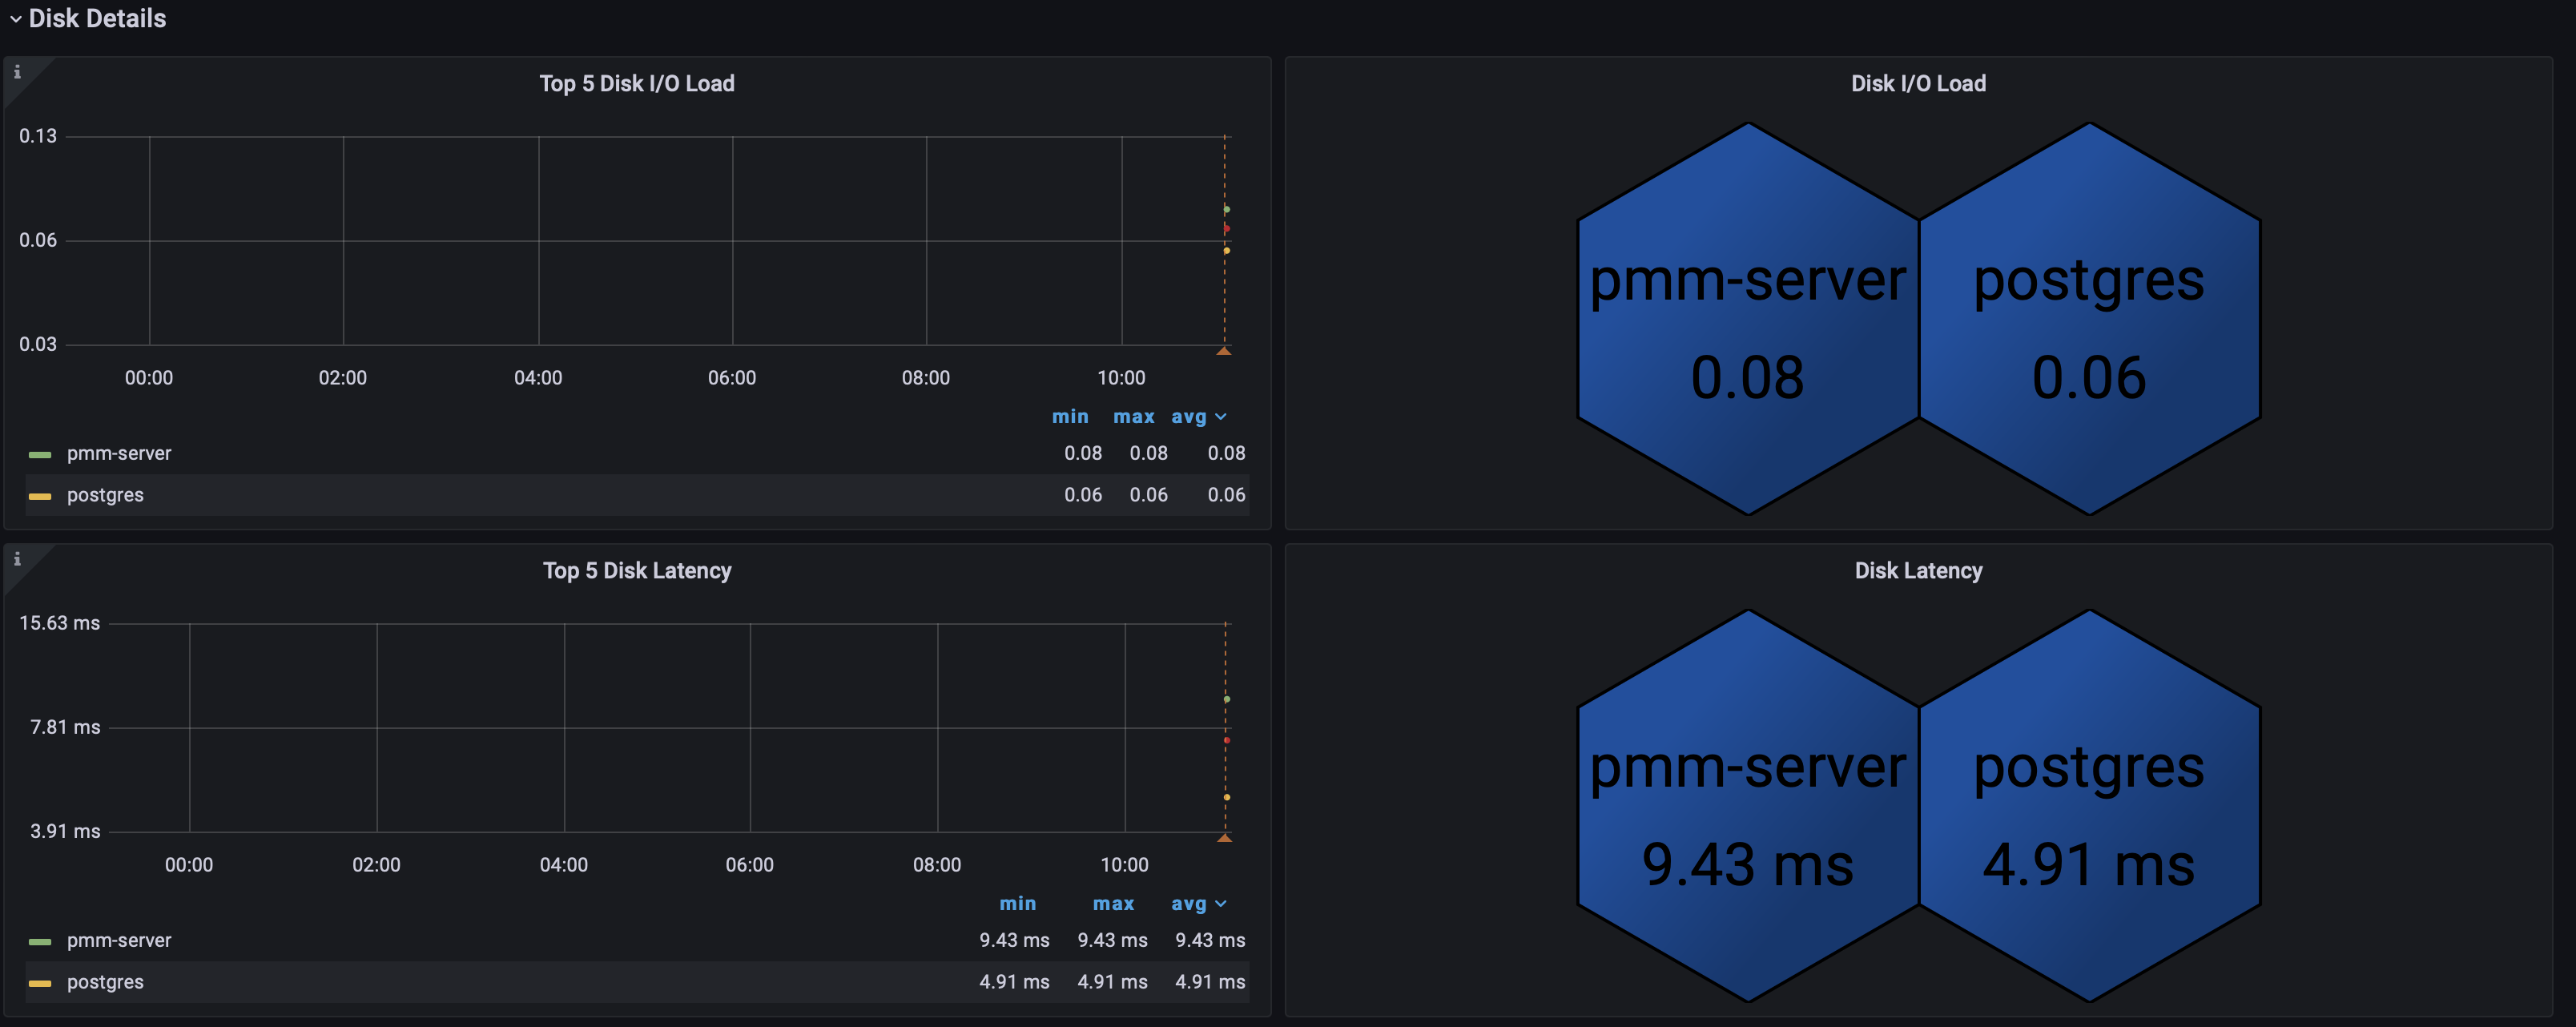 Disk Details
i
Top 5 Disk I/O Load
0.13
0.06
0.03
00:00 02:00 04:00 06:00 08:00 10:00
min max avg
pmm-server 0.08 0.08 0.08
postgres 0.06 0.06 0.06
Disk I/O Load
pmm-server postgres
0.08 0.06
i
Top 5 Disk Latency
15.63 ms
7.81 ms
3.91 ms
00:00 02:00 04:00 06:00 08:00 10:00
min max avg
pmm-server 9.43 ms 9.43 ms 9.43 ms
postgres 4.91 ms 4.91 ms 4.91 ms
Disk Latency
pmm-server postgres
9.43 ms 4.91 ms